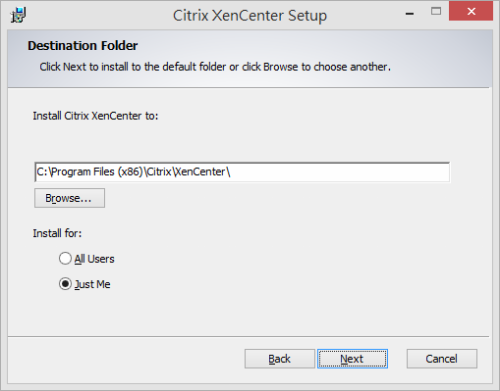 Citrix XenCenter Setup
Destination Folder
Click Next to install to the default folder or click Browse to choose another.
Install Citrix XenCenter to:
C:\Program Files (x86)\Citrix\XenCenter\
Browse...
Install for:
All Users
Just Me
Back Next Cancel